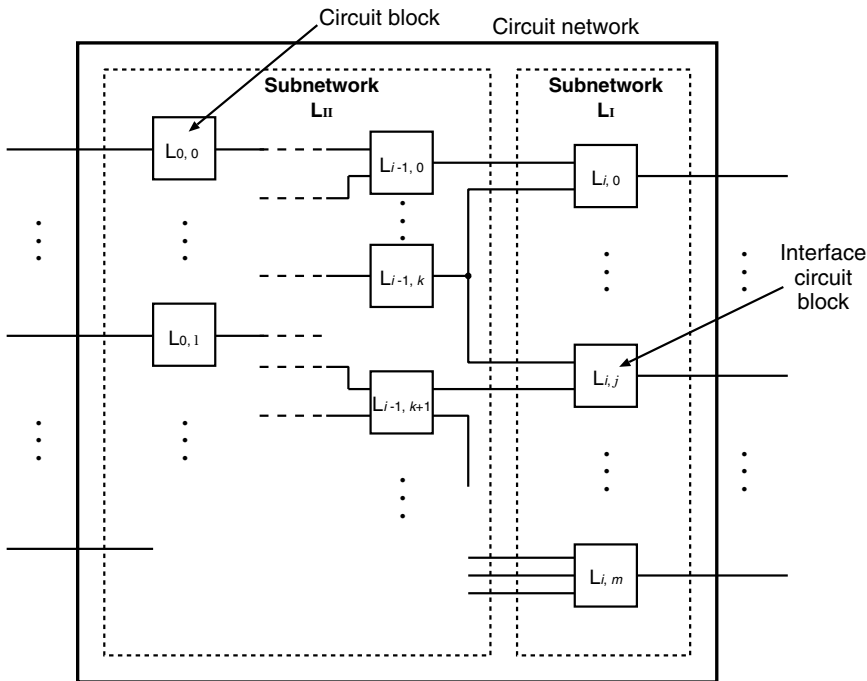 Circuit block
Circuit network
Subnetwork
LII
Subnetwork
LI
L0, 0
Li-1, 0
Li, 0
Li-1, k
Interface
circuit
block
L0, 1
Li, j
Li-1, k+1
Li, m